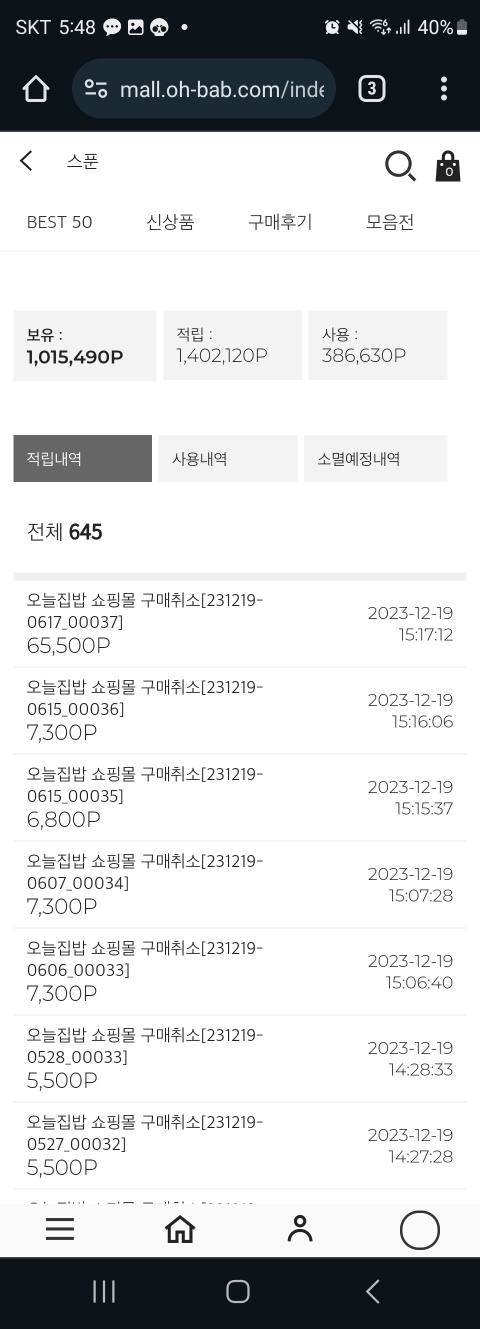 SKT 5:48
40%
mall.oh-bab.com/inde
3
스푼
0
BEST 50 신상품 구매후기 모음전
보유 :
1,015,490P
적립 :
1,402,120P
사용 :
386,630P
적립내역 사용내역 소멸예정내역
전체 645
오늘집밥 쇼핑몰 구매취소[231219-
0617_00037]
65,500P
2023-12-19
15:17:12
오늘집밥 쇼핑몰 구매취소[231219-
0615_00036]
7,300P
2023-12-19
15:16:06
오늘집밥 쇼핑몰 구매취소[231219-
0615_00035]
6,800P
2023-12-19
15:15:37
오늘집밥 쇼핑몰 구매취소[231219-
0607_00034]
7,300P
2023-12-19
15:07:28
오늘집밥 쇼핑몰 구매취소[231219-
0606_00033]
7,300P
2023-12-19
15:06:40
오늘집밥 쇼핑몰 구매취소[231219-
0528_00033]
5,500P
2023-12-19
14:28:33
오늘집밥 쇼핑몰 구매취소[231219-
0527_00032]
5,500P
2023-12-19
14:27:28